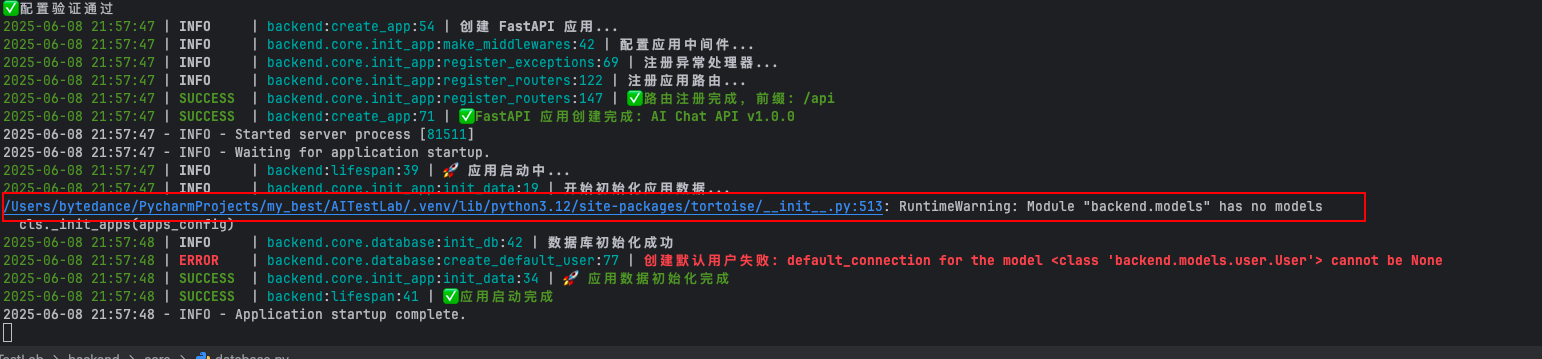 ✅配置验证通过
2025-06-08 21:57:47 | INFO | backend:create_app:54 | 创建 FastAPI 应用...
2025-06-08 21:57:47 | INFO | backend.core.init_app:make_middlewares:42 | 配置应用中间件...
2025-06-08 21:57:47 | INFO | backend.core.init_app:register_exceptions:69 | 注册异常处理器...
2025-06-08 21:57:47 | INFO | backend.core.init_app:register_routers:122 | 注册应用路由...
2025-06-08 21:57:47 | SUCCESS | backend.core.init_app:register_routers:147 | ✅路由注册完成, 前缀: /api
2025-06-08 21:57:47 | SUCCESS | backend:create_app:71 | ✅FastAPI 应用创建完成: AI Chat API v1.0.0
2025-06-08 21:57:47 - INFO - Started server process [81511]
2025-06-08 21:57:47 - INFO - Waiting for application startup.
2025-06-08 21:57:47 | INFO | backend:lifespan:39 | 🚀 应用启动中...
2025-06-08 21:57:47 | INFO | backend.core.init_app:init_data:19 | 开始初始化应用数据...
/Users/bytedance/PycharmProjects/my_best/AITestLab/.venv/lib/python3.12/site-packages/tortoise/__init__.py:513: RuntimeWarning: Module "backend.models" has no models
cls._init_apps(apps_config)
2025-06-08 21:57:48 | INFO | backend.core.database:init_db:42 | 数据库初始化成功
2025-06-08 21:57:48 | ERROR | backend.core.database:create_default_user:77 | 创建默认用户失败: default_connection for the model <class 'backend.models.user.User'> cannot be None
2025-06-08 21:57:48 | SUCCESS | backend.core.init_app:init_data:34 | 🚀 应用数据初始化完成
2025-06-08 21:57:48 | SUCCESS | backend:lifespan:41 | ✅应用启动完成
2025-06-08 21:57:48 - INFO - Application startup complete.
TestLab > backend > core > database.py